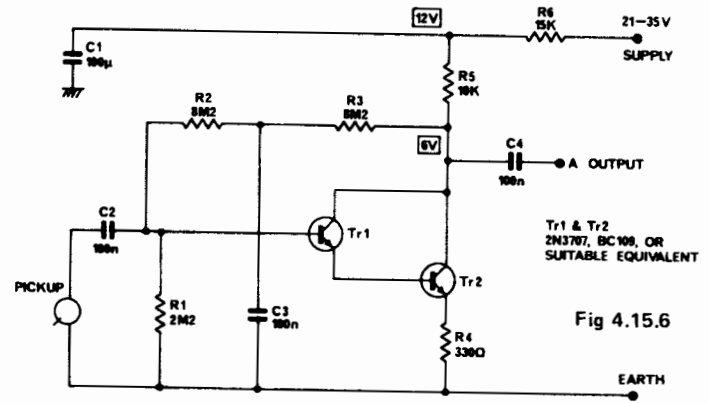 12V
R6
15K
21-35V
SUPPLY
C1
100μ
R5
10K
R2
8M2
R3
8M2
6V
C4
100n
A OUTPUT
C2
100n
Tr1
Tr1 & Tr2
2N3707, BC109, OR
SUITABLE EQUIVALENT
PICKUP
Tr2
R1
2M2
C3
100n
R4
330Ω
Fig 4.15.6
EARTH